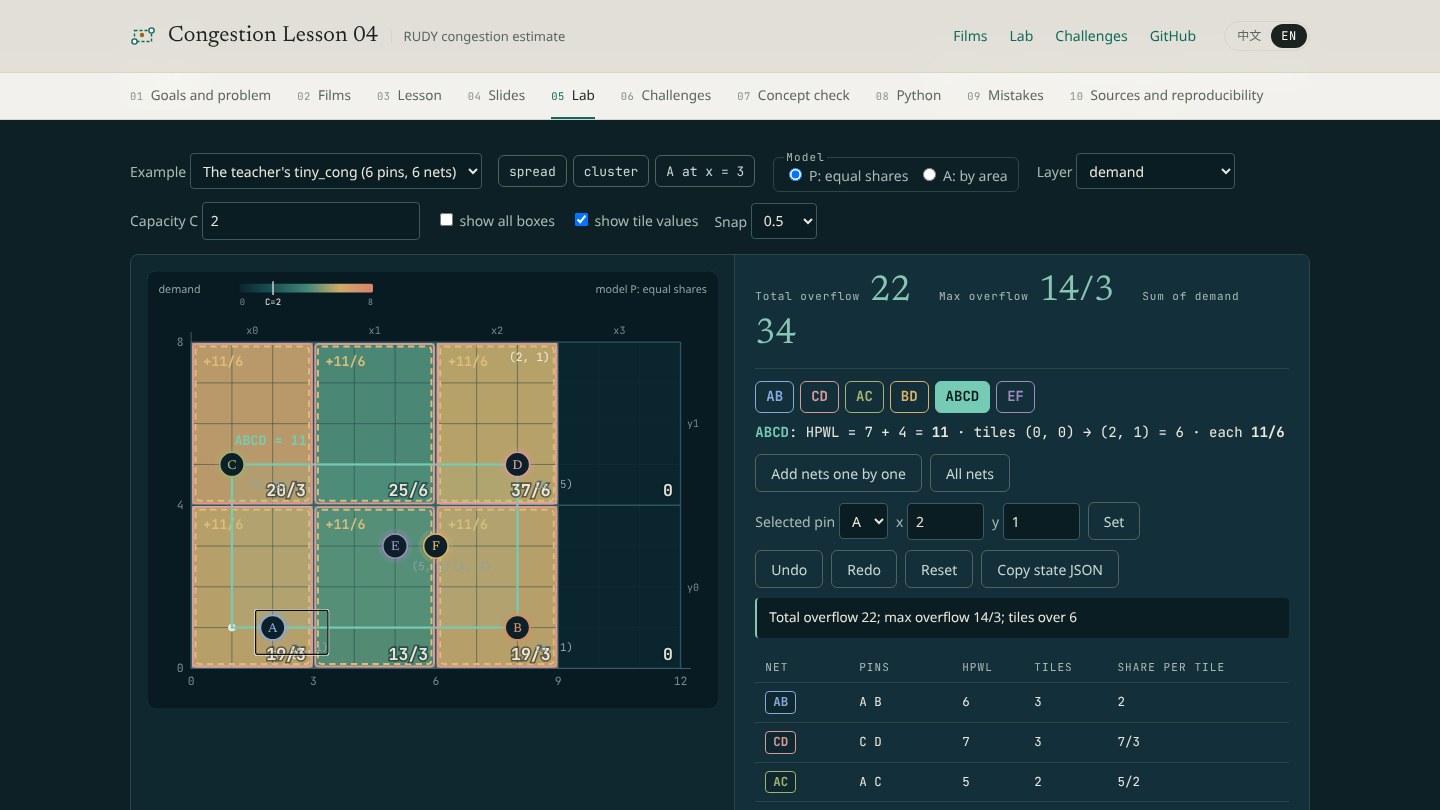 Congestion Lesson 04
RUDY congestion estimate
Films Lab Challenges GitHub 中文 EN
01 Goals and problem 02 Films 03 Lesson 04 Slides 05 Lab 06 Challenges 07 Concept check 08 Python 09 Mistakes 10 Sources and reproducibility
Example The teacher's tiny_cong (6 pins, 6 nets) spread cluster A at x = 3 Model P: equal shares A: by area Layer demand
Capacity C 2 show all boxes show tile values Snap 0.5
demand 0 C=2 8 model P: equal shares
x0 x1 x2 x3
8 +11/6 +11/6 +11/6 (2, 1)
y1
ABCD = 11
C D
20/3 25/6 37/6 5) 0
4 +11/6 +11/6 +11/6
E F
y0
A B
19/3 13/3 19/3 1) 0
0
0 3 6 9 12
Total overflow 22 Max overflow 14/3 Sum of demand
34
AB CD AC BD ABCD EF
ABCD: HPWL = 7 + 4 = 11 · tiles (0, 0) → (2, 1) = 6 · each 11/6
Add nets one by one All nets
Selected pin A x 2 y 1 Set
Undo Redo Reset Copy state JSON
Total overflow 22; max overflow 14/3; tiles over 6
NET PINS HPWL TILES SHARE PER TILE
AB A B 6 3 2
CD C D 7 3 7/3
AC A C 5 2 5/2